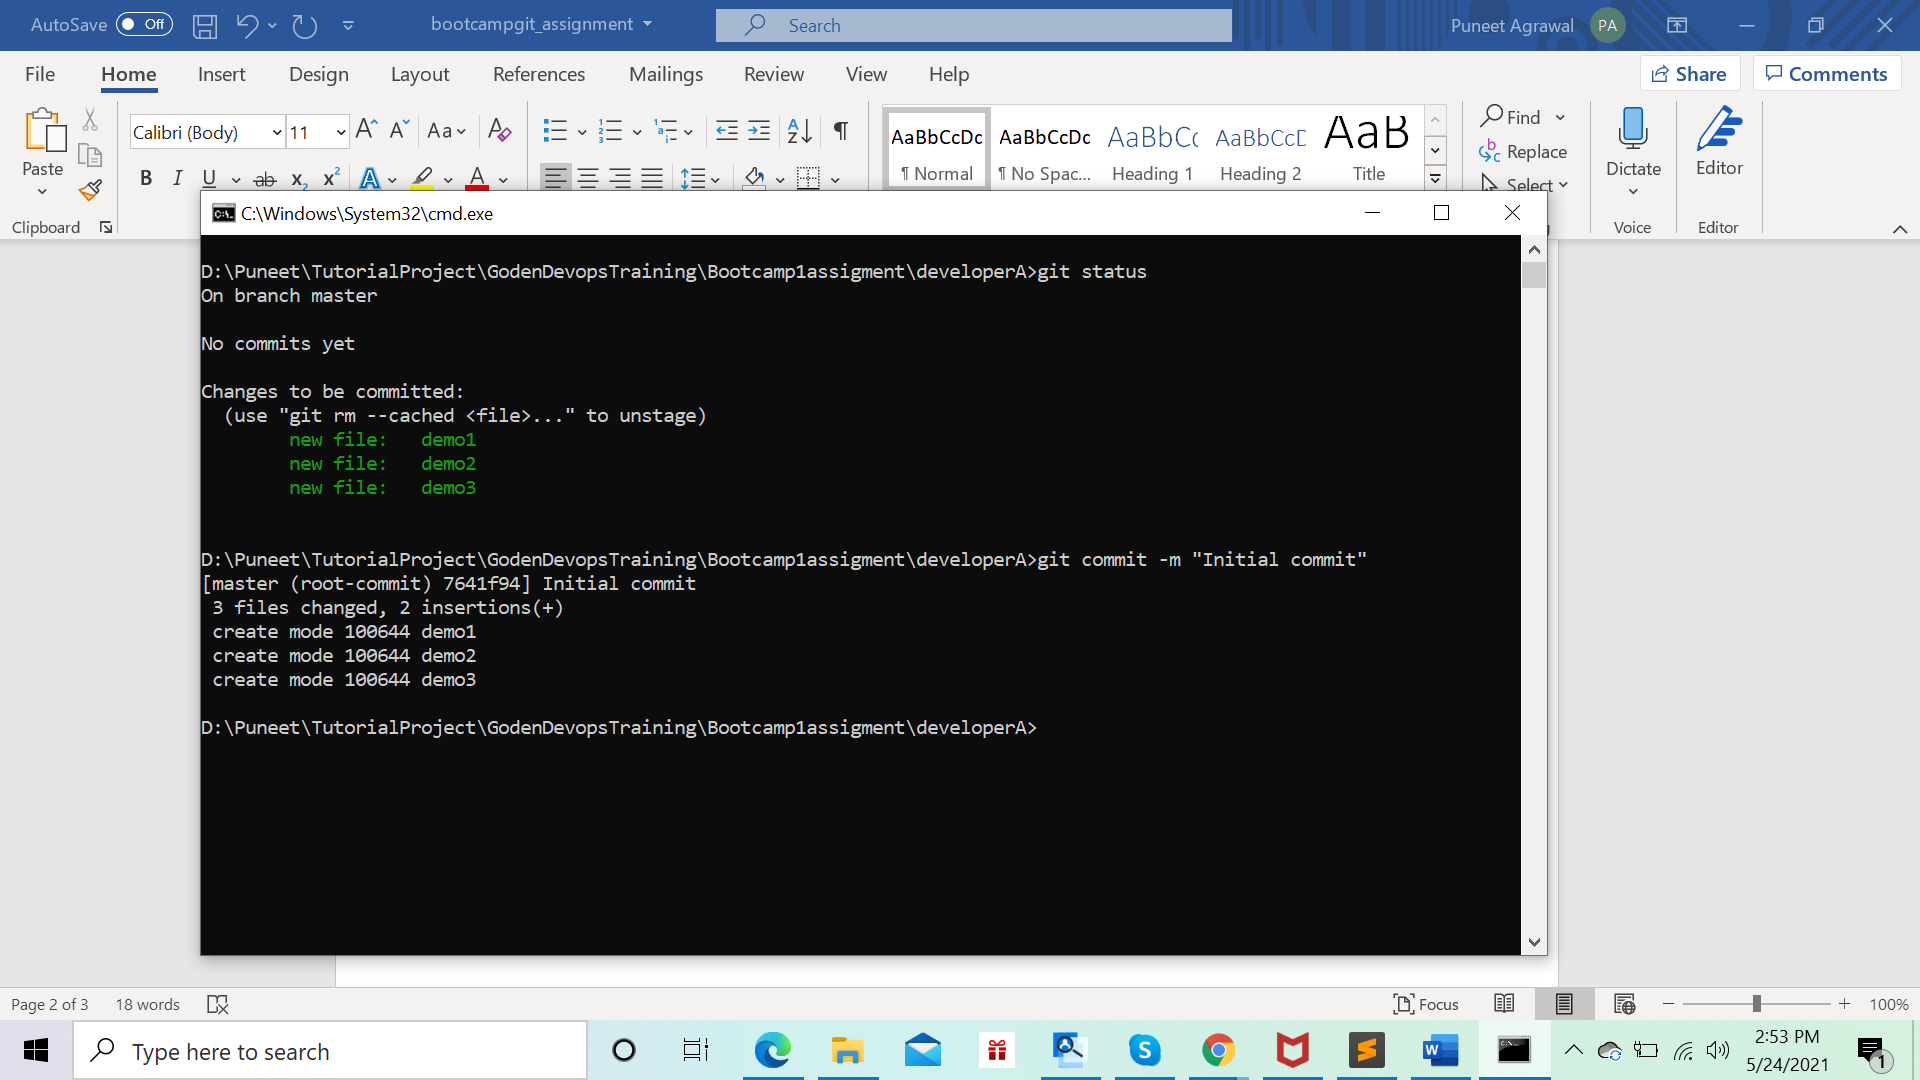 AutoSave Off bootcampgit_assignment Search Puneet Agrawal PA
File Home Insert Design Layout References Mailings Review View Help Share Comments
Paste
Clipboard
Calibri (Body) 11 Aa
AaBbCcDc AaBbCcDc AaBbCc AaBbCcD AaB
¶ Normal ¶ No Spac... Heading 1 Heading 2 Title
Find
Replace
Select
Dictate
Voice
Editor
Editor
C:\Windows\System32\cmd.exe
D:\Puneet\TutorialProject\GodenDevopsTraining\Bootcamp1assigment\developerA>git status
On branch master
No commits yet
Changes to be committed:
(use "git rm --cached <file>..." to unstage)
new file: demo1
new file: demo2
new file: demo3
D:\Puneet\TutorialProject\GodenDevopsTraining\Bootcamp1assigment\developerA>git commit -m "Initial commit"
[master (root-commit) 7641f94] Initial commit
3 files changed, 2 insertions(+)
create mode 100644 demo1
create mode 100644 demo2
create mode 100644 demo3
D:\Puneet\TutorialProject\GodenDevopsTraining\Bootcamp1assigment\developerA>
Page 2 of 3 18 words Focus 100%
Type here to search
2:53 PM
5/24/2021
1